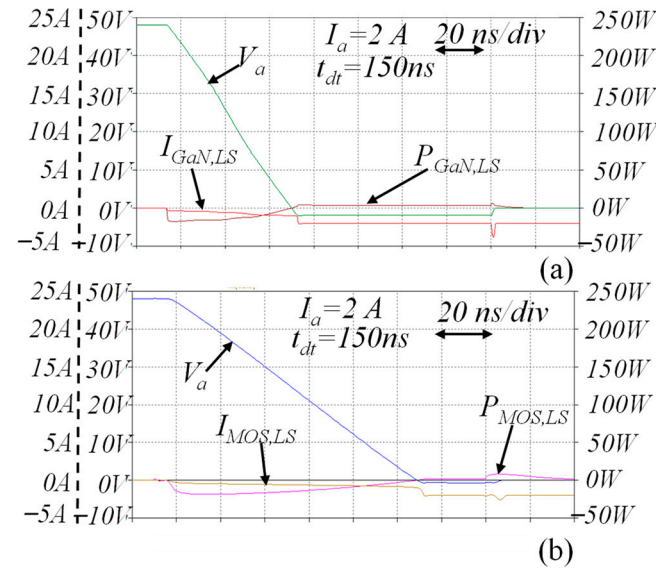 25A 50V
20A 40V
15A 30V
10A 20V
5A 10V
0A 0V
-5A -10V
I_a=2 A
20 ns/div
t_dt=150ns
V_a
I_GaN,LS
P_GaN,LS
250W
200W
150W
100W
50W
0W
-50W
(a)
25A 50V
20A 40V
15A 30V
10A 20V
5A 10V
0A 0V
-5A -10V
I_a=2 A
20 ns/div
t_dt=150ns
V_a
I_MOS,LS
P_MOS,LS
250W
200W
150W
100W
50W
0W
-50W
(b)